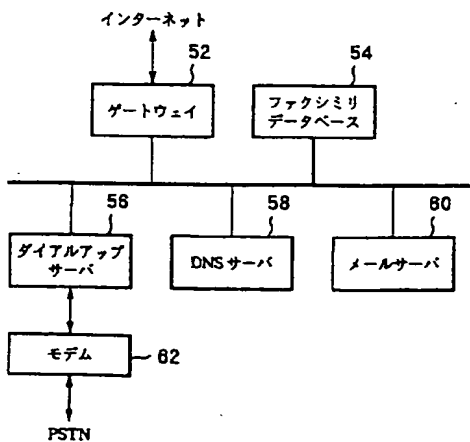 インターネット
52
54
ゲートウェイ
ファクシミリ
データベース
56
58
60
ダイアルアップ
サーバ
DNSサーバ
メールサーバ
モデム
62
PSTN